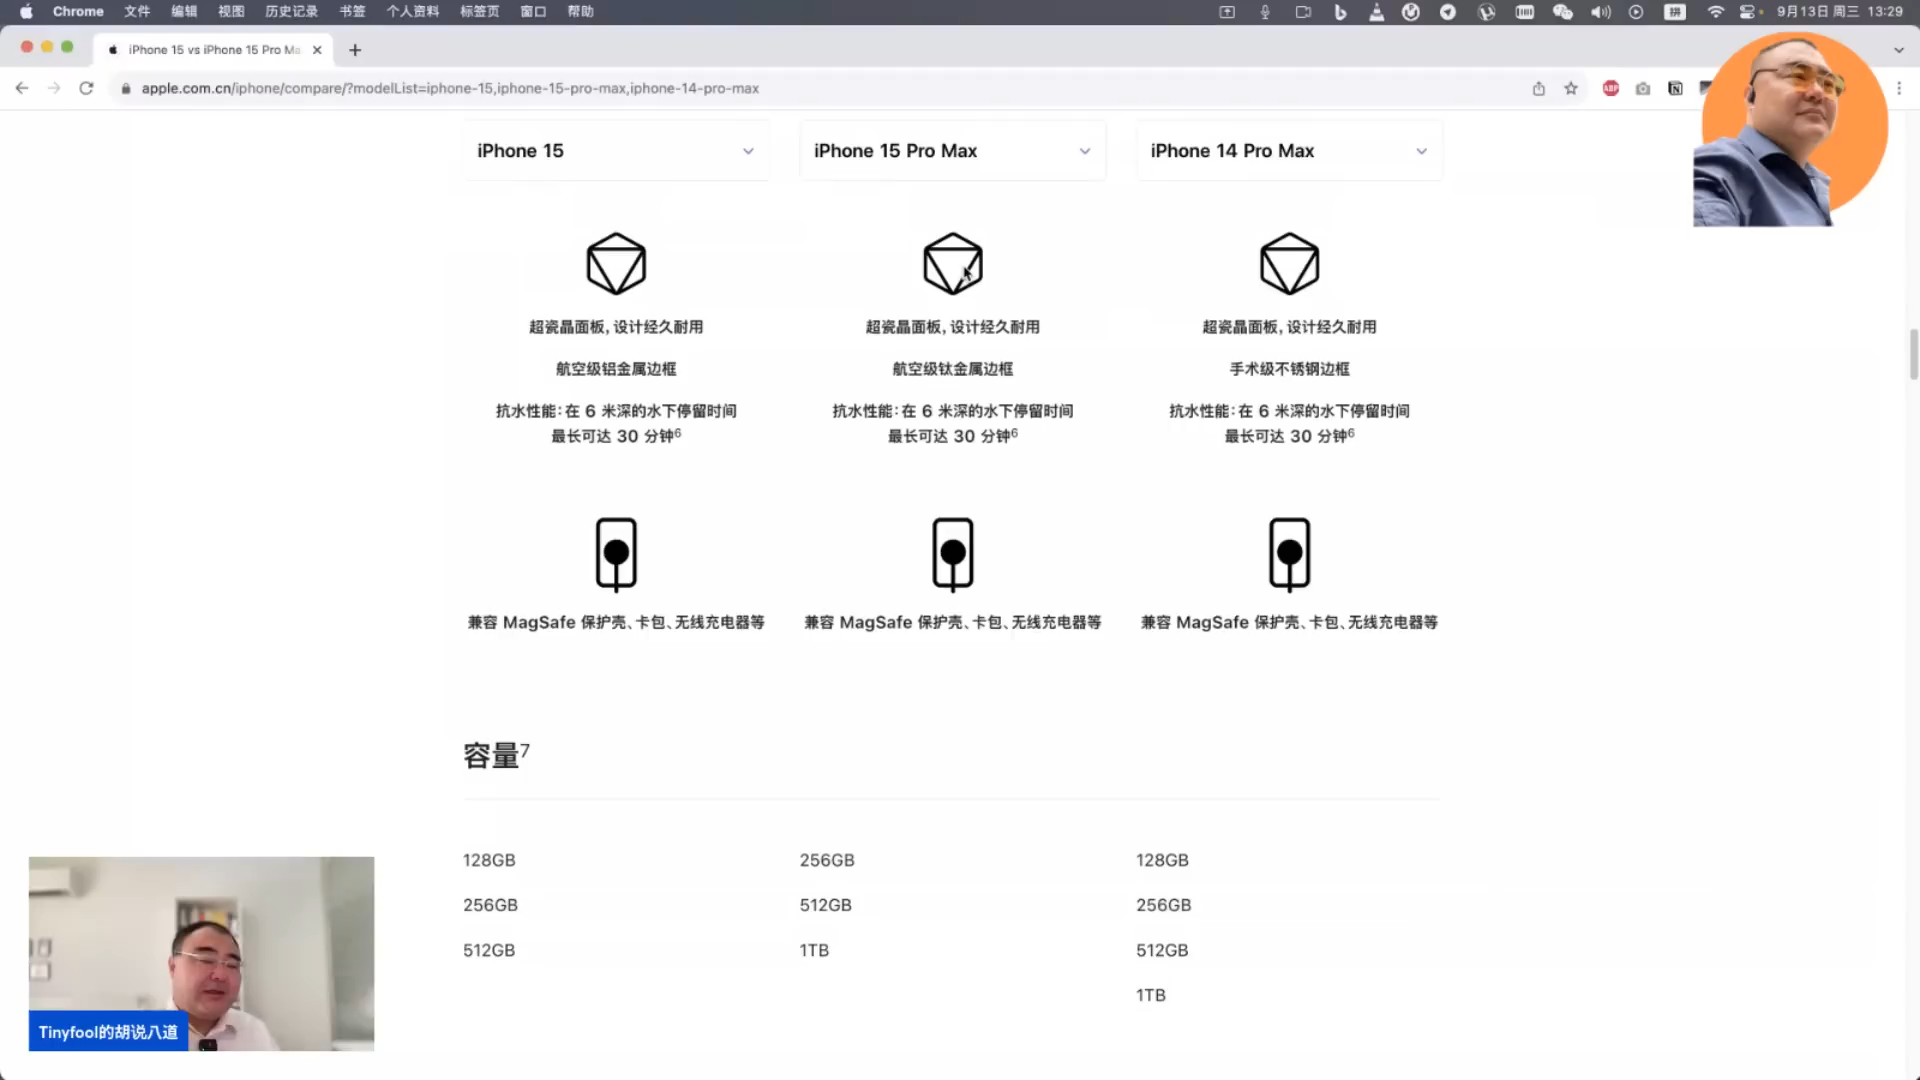 Chrome 文件 编辑 视图 历史记录 书签 个人资料 标签页 窗口 帮助 拼 9月13日 周三 13:29
iPhone 15 vs iPhone 15 Pro Ma
apple.com.cn/iphone/compare/?modelList=iphone-15,iphone-15-pro-max,iphone-14-pro-max ABP
iPhone 15 iPhone 15 Pro Max iPhone 14 Pro Max
超瓷晶面板，设计经久耐用 超瓷晶面板，设计经久耐用 超瓷晶面板，设计经久耐用
航空级铝金属边框 航空级钛金属边框 手术级不锈钢边框
抗水性能：在 6 米深的水下停留时间 抗水性能：在 6 米深的水下停留时间 抗水性能：在 6 米深的水下停留时间
最长可达 30 分钟6 最长可达 30 分钟6 最长可达 30 分钟6
兼容 MagSafe 保护壳、卡包、无线充电器等 兼容 MagSafe 保护壳、卡包、无线充电器等 兼容 MagSafe 保护壳、卡包、无线充电器等
容量7
128GB 256GB 128GB
256GB 512GB 256GB
512GB 1TB 512GB
1TB
Tinyfool的胡说八道